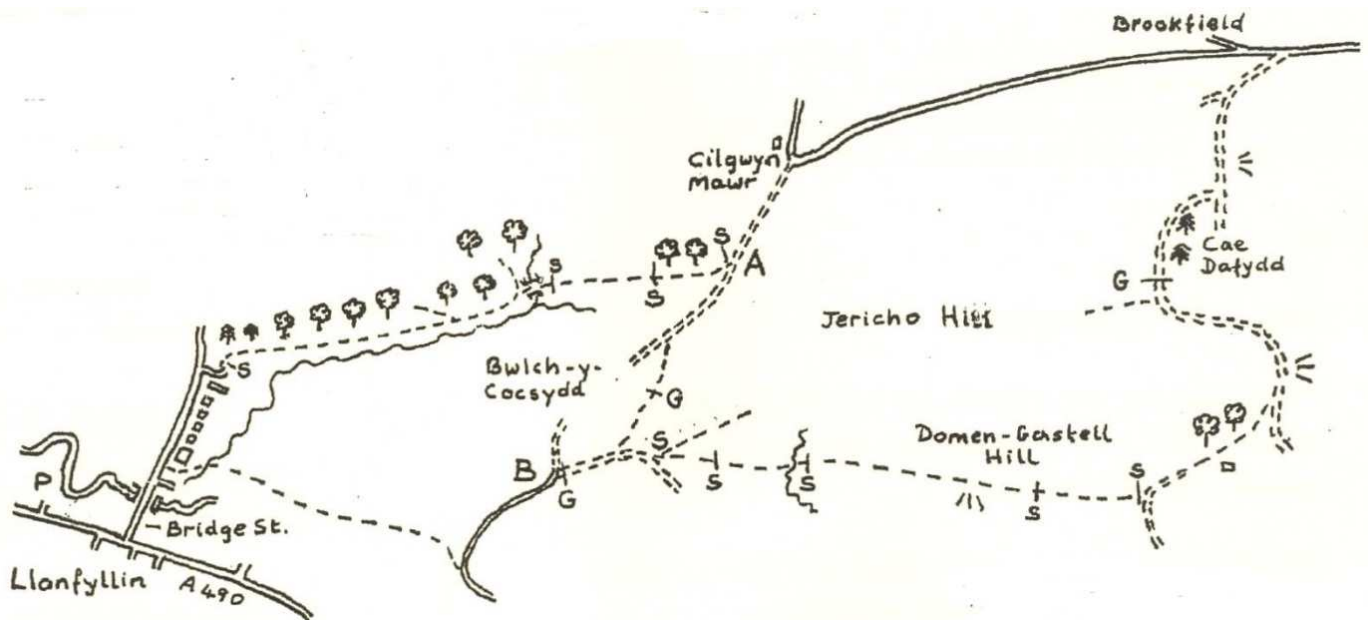 Brookfield
Cilgwyn
Mawr
S
A
S
S
Cae
Dafydd
G
Jericho Hill
S
Bwlch-y-
Cocsydd
G
Domen-Gastell
Hill
S
B
G
S
S
S
S
P
Bridge St.
Llanfyllin
A490